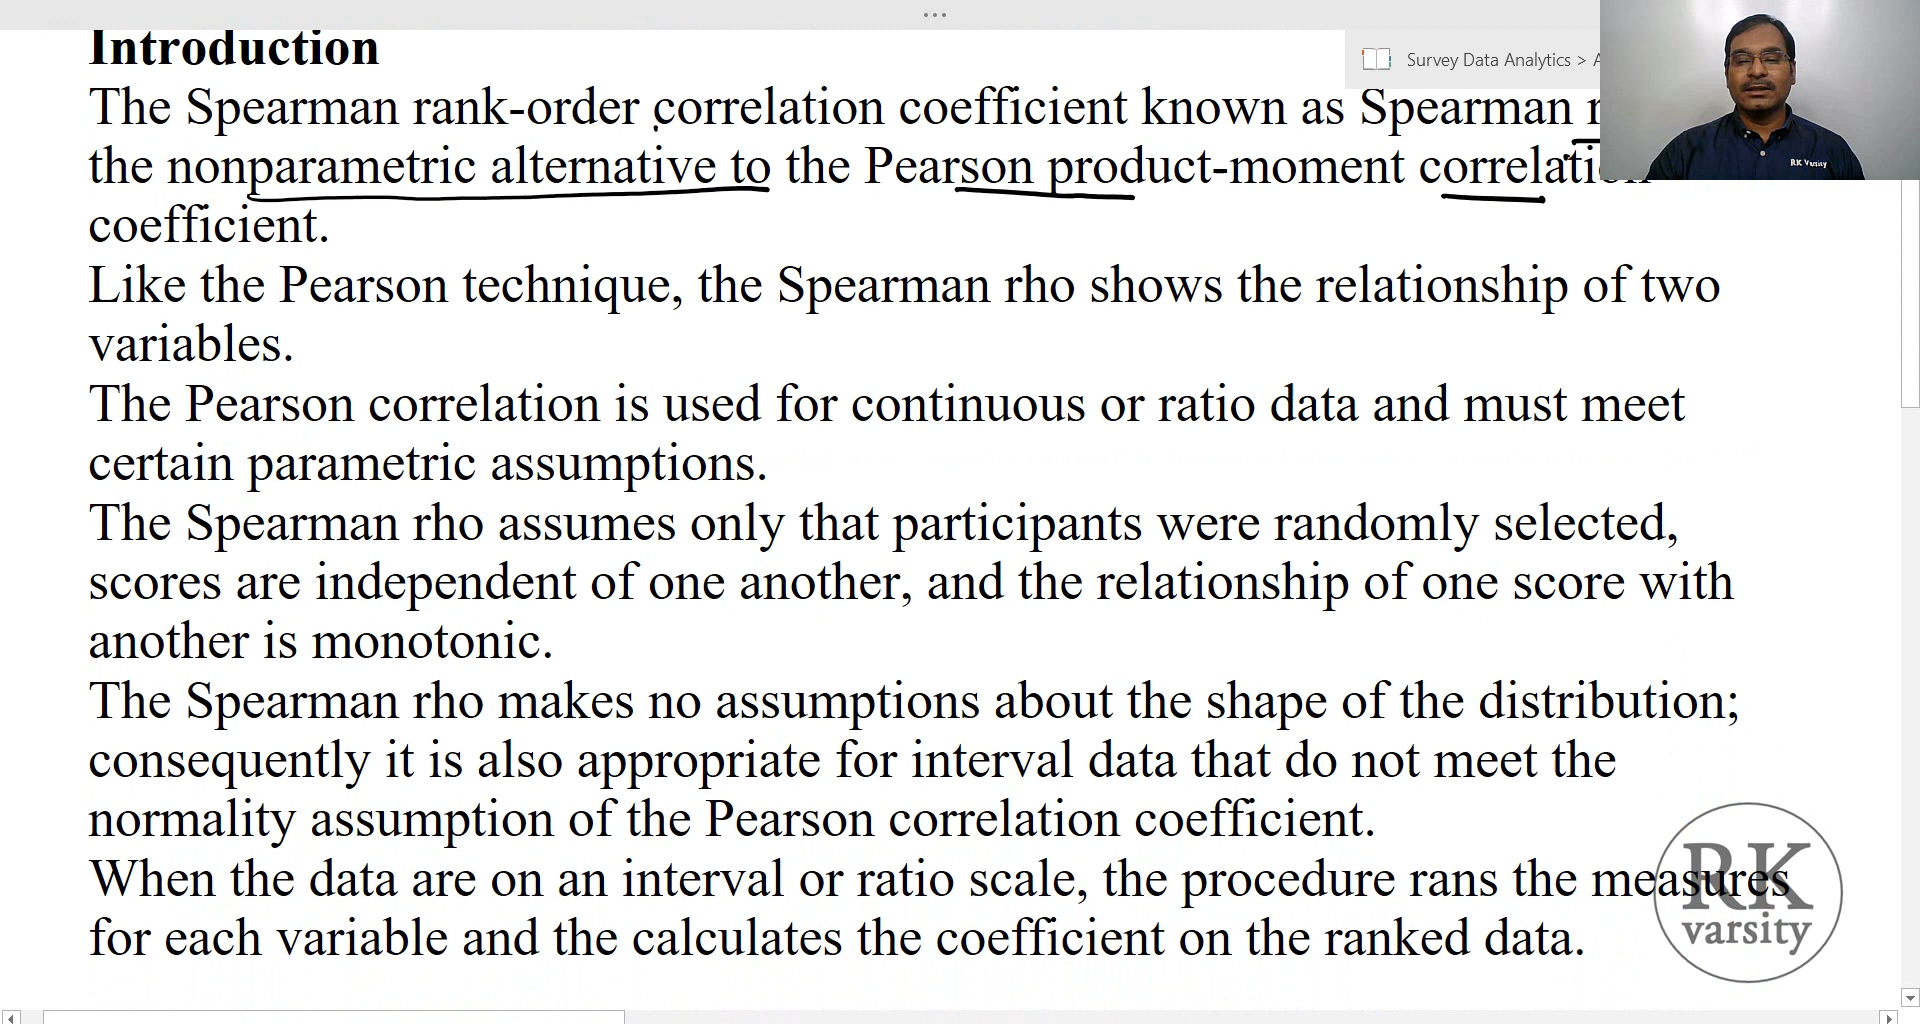 Introduction
Survey Data Analytics >
The Spearman rank-order correlation coefficient known as Spearman
the nonparametric alternative to the Pearson product-moment correlation
coefficient.
Like the Pearson technique, the Spearman rho shows the relationship of two
variables.
The Pearson correlation is used for continuous or ratio data and must meet
certain parametric assumptions.
The Spearman rho assumes only that participants were randomly selected,
scores are independent of one another, and the relationship of one score with
another is monotonic.
The Spearman rho makes no assumptions about the shape of the distribution;
consequently it is also appropriate for interval data that do not meet the
normality assumption of the Pearson correlation coefficient.
When the data are on an interval or ratio scale, the procedure rans the measures
for each variable and the calculates the coefficient on the ranked data.
RK Varsity
RK
varsity